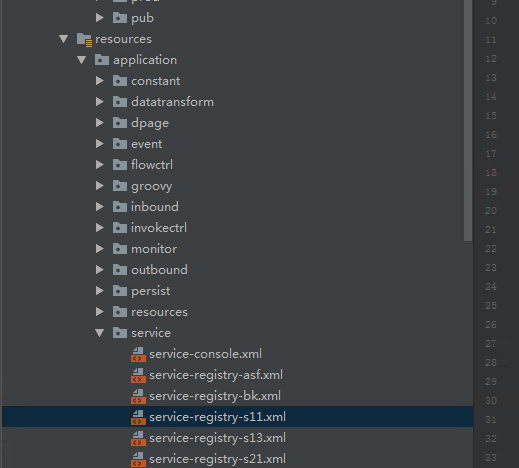 prod
9
pub
10
resources
11
application
12
constant
13
datatransform
14
dpage
15
event
16
flowctrl
17
groovy
18
19
inbound
20
invokectrl
21
monitor
22
outbound
23
persist
24
resources
25
26
service
27
service-console.xml
28
service-registry-asf.xml
29
service-registry-bk.xml
30
service-registry-s11.xml
31
service-registry-s13.xml
32
service-registry-s21.xml
33